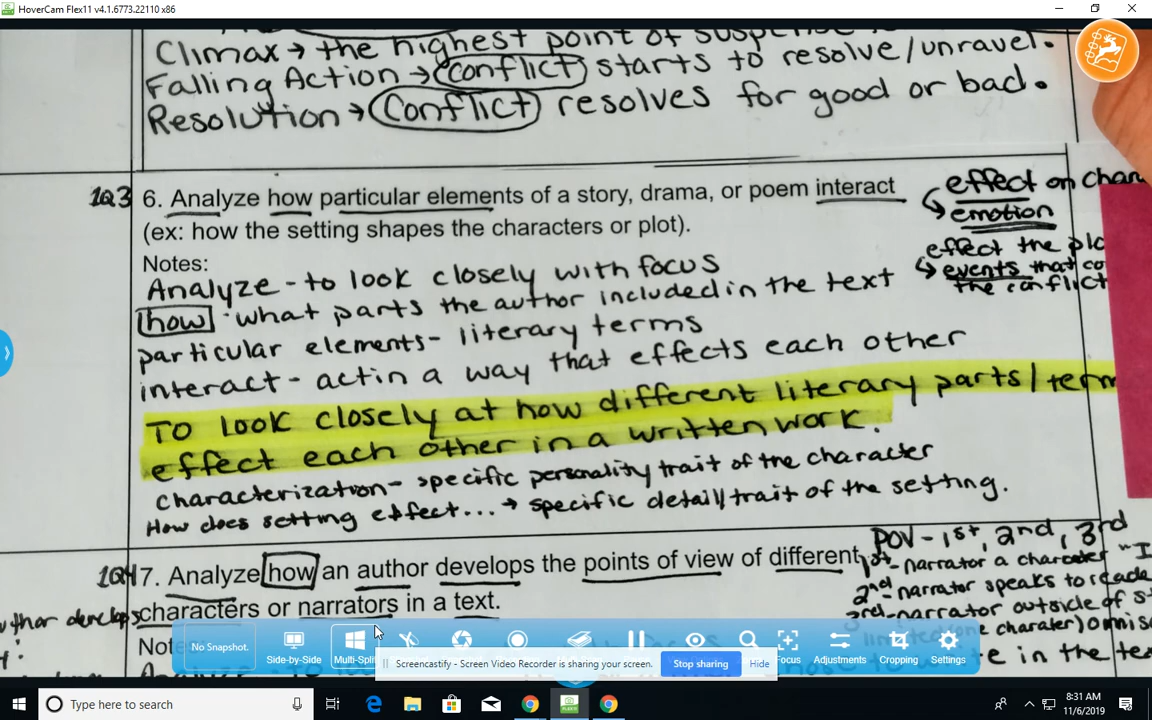 HoverCam Flex11 v4.1.6773.22110 x86
Climax → the highest point of suspense
Falling Action → conflict starts to resolve/unravel.
Resolution → Conflict resolves for good or bad.
1Q3
6. Analyze how particular elements of a story, drama, or poem interact
(ex: how the setting shapes the characters or plot).
effect on char
emotion
effect the plo
events that co
the conflict
Notes:
Analyze - to look closely with focus
how - what parts the author included in the text
particular elements - literary terms
interact - act in a way that effects each other
To look closely at how different literary parts/term
effect each other in a written work.
characterization - specific personality trait of the character
How does setting effect... → specific detail/trait of the setting.
1Q4
7. Analyze how an author develops the points of view of different
characters or narrators in a text.
POV - 1st, 2nd, 3rd
1st - narrator a character "I
2nd - narrator speaks to reade
3rd - narrator outside of s
author develops
Not
No Snapshot.
Side-by-Side
Multi-Spli
Focus
Adjustments
Cropping
Settings
Screencastify - Screen Video Recorder is sharing your screen.
Stop sharing
Hide
Type here to search
8:31 AM
11/6/2019